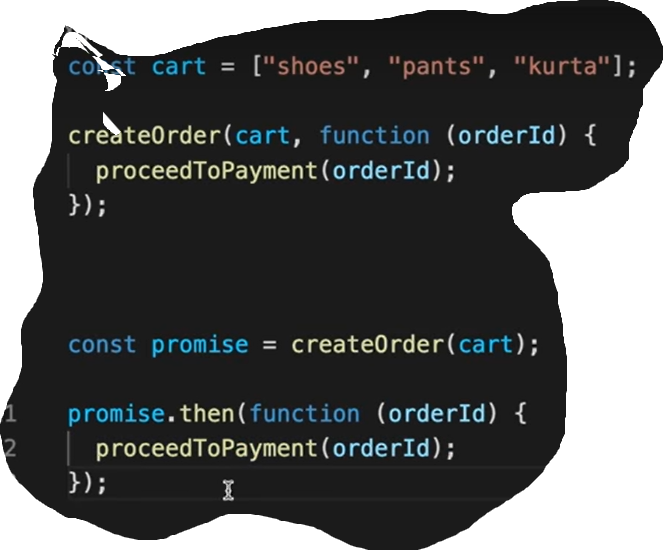 const cart = ["shoes", "pants", "kurta"];
createOrder(cart, function (orderId) {
  proceedToPayment(orderId);
});
const promise = createOrder(cart);
1 promise.then(function (orderId) {
2   proceedToPayment(orderId);
});